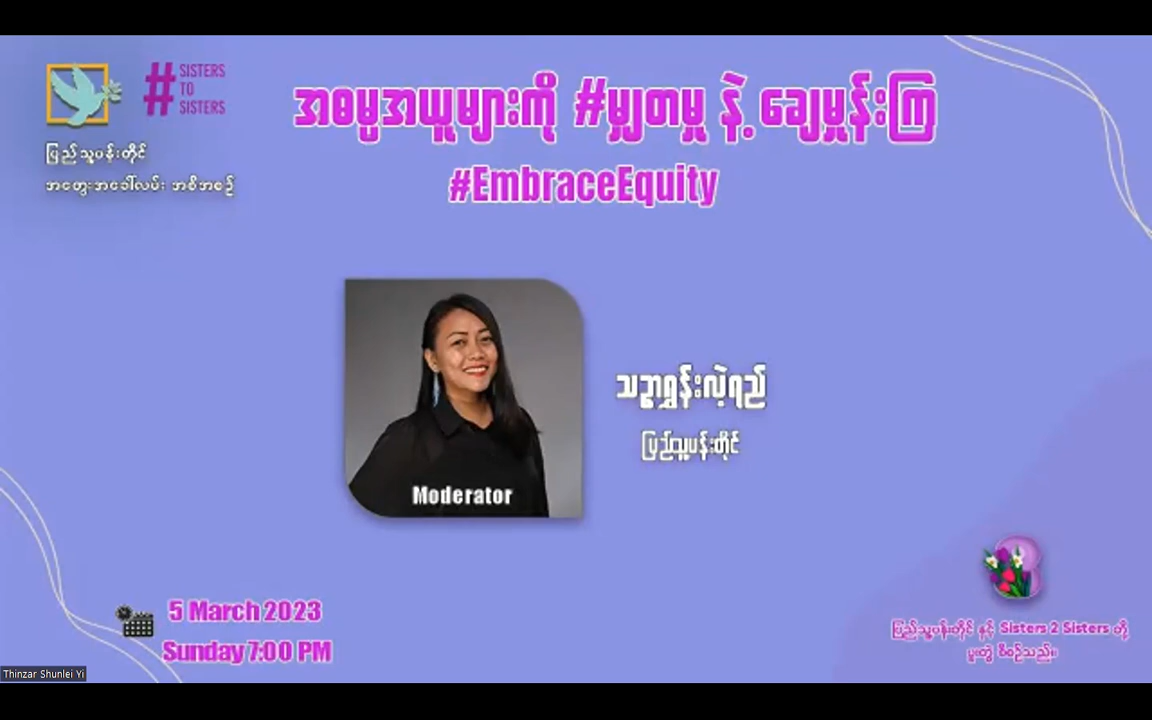 SISTERS
TO
SISTERS
ပြည်သူ့ပန်းတိုင်
အတွေးအခေါ်လမ်း အစီအစဉ်
အဓမ္မအယူများကို #မျှတမှု နဲ့ ချေမှုန်းကြ
#EmbraceEquity
Moderator
သဉ္ဇာရွှန်းလဲ့ရည်
ပြည်သူ့ပန်းတိုင်
5 March 2023
Sunday 7:00 PM
ပြည်သူ့ပန်းတိုင် နှင့် Sisters 2 Sisters တို့
ပူးတွဲ စီစဉ်သည်။
Thinzar Shunlei Yi